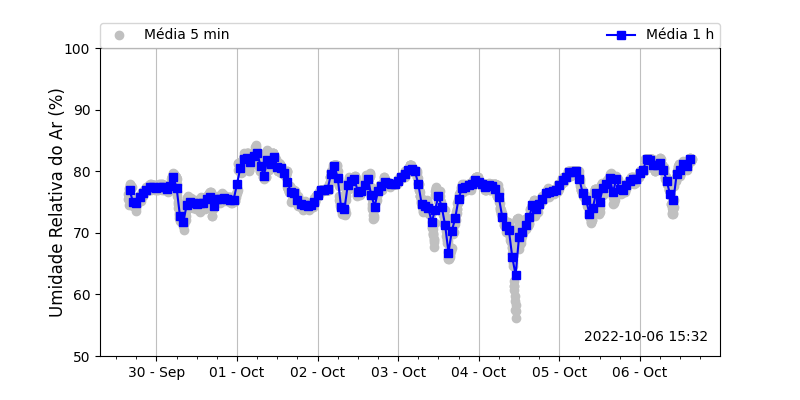 Média 5 min
Média 1 h
Umidade Relativa do Ar (%)
100
90
80
70
60
50
2022-10-06 15:32
30 - Sep
01 - Oct
02 - Oct
03 - Oct
04 - Oct
05 - Oct
06 - Oct